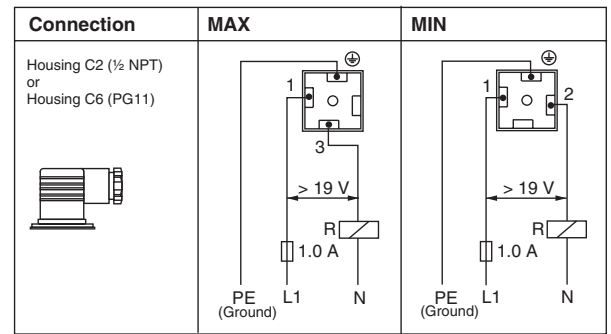 Connection
MAX
MIN
Housing C2 (½ NPT)
or
Housing C6 (PG11)
1
3
> 19 V
R
1.0 A
PE
(Ground)
L1
N
1
2
> 19 V
R
1.0 A
PE
(Ground)
L1
N